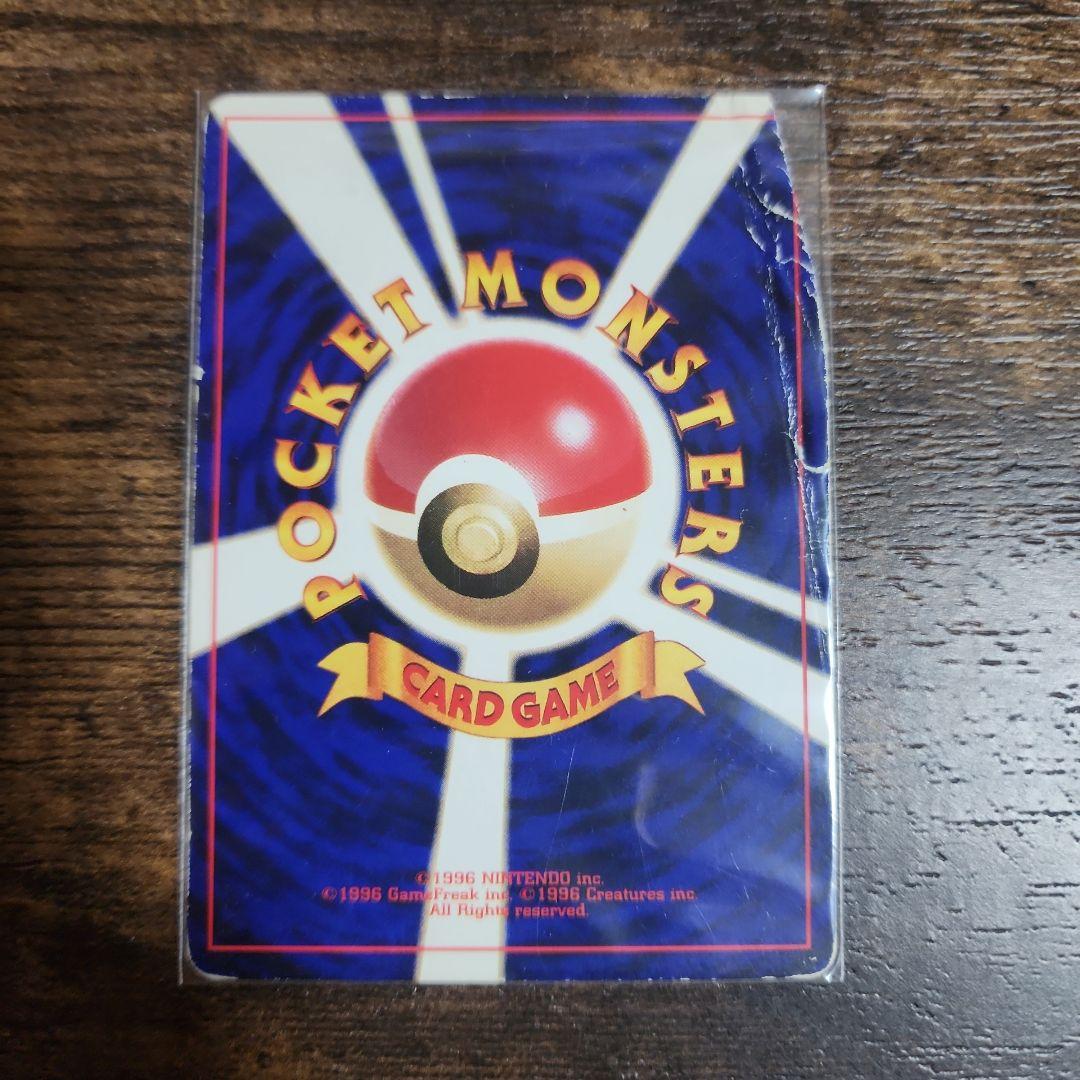 POCKET MONSTERS
CARD GAME
©1996 NINTENDO inc.
©1996 GameFreak inc. ©1996 Creatures inc.
All Rights reserved.